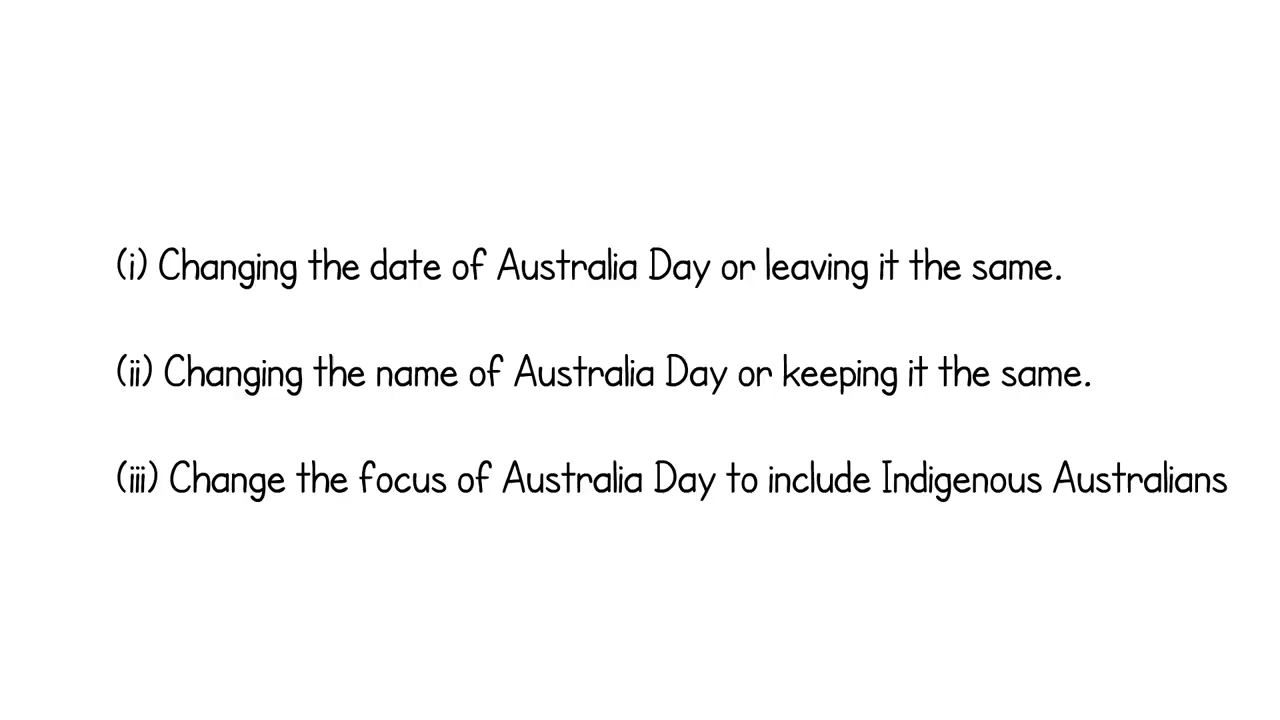 (i) Changing the date of Australia Day or leaving it the same.
(ii) Changing the name of Australia Day or keeping it the same.
(iii) Change the focus of Australia Day to include Indigenous Australians